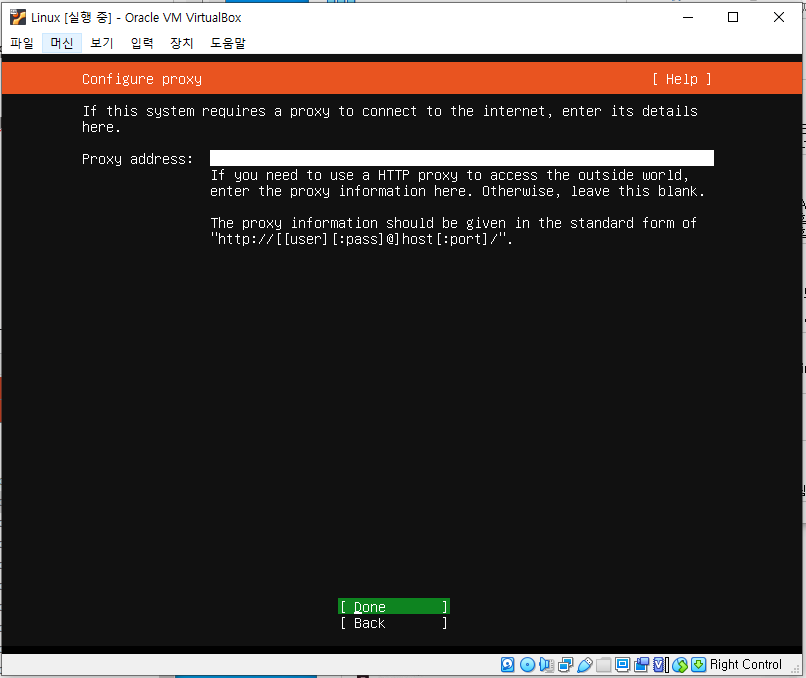 Linux [실행 중] - Oracle VM VirtualBox
파일 머신 보기 입력 장치 도움말
Configure proxy [ Help ]
If this system requires a proxy to connect to the internet, enter its details
here.
Proxy address:
If you need to use a HTTP proxy to access the outside world,
enter the proxy information here. Otherwise, leave this blank.
The proxy information should be given in the standard form of
"http://[[user][:pass]@]host[:port]/".
[ Done ]
[ Back ]
Right Control